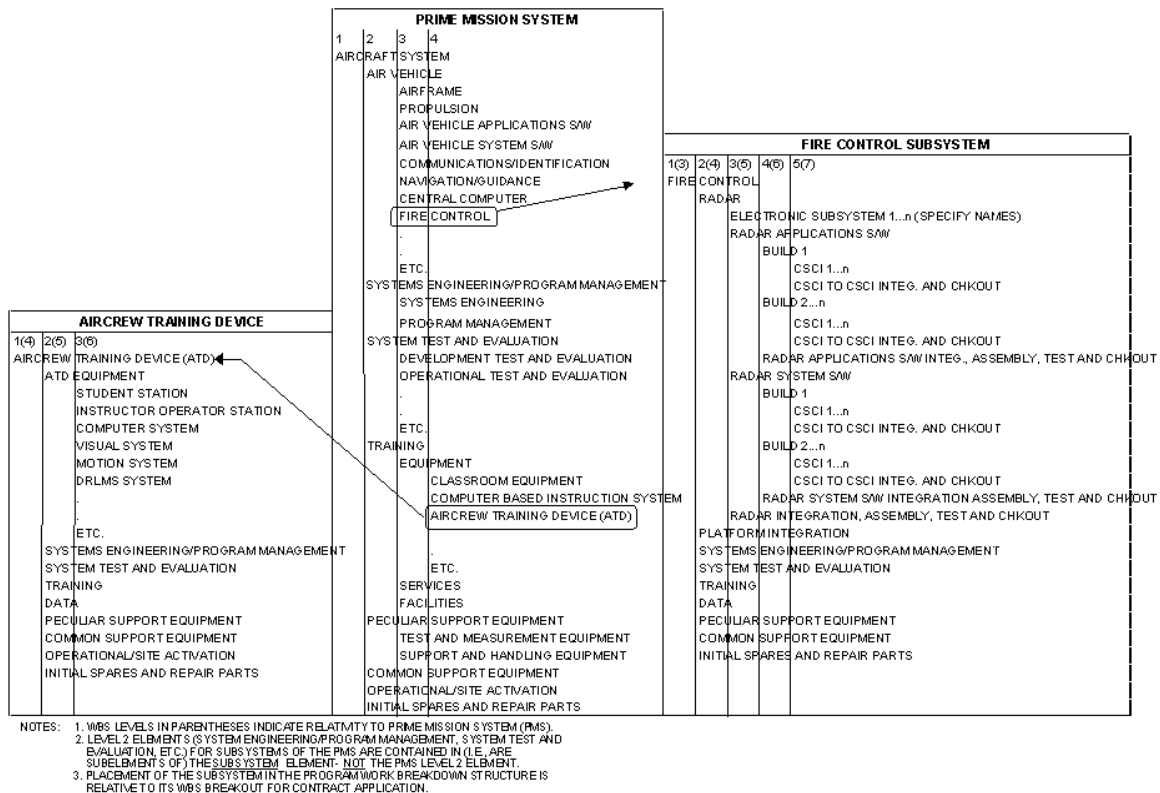 PRIME MISSION SYSTEM
1 2 3 4
AIRCRAFT SYSTEM
AIR VEHICLE
AIRFRAME
PROPULSION
AIR VEHICLE APPLICATIONS S/W
AIR VEHICLE SYSTEM S/W
COMMUNICATIONS/IDENTIFICATION
NAVIGATION/GUIDANCE
CENTRAL COMPUTER
FIRE CONTROL
.
.
ETC.
SYSTEMS ENGINEERING/PROGRAM MANAGEMENT
SYSTEMS ENGINEERING
PROGRAM MANAGEMENT
SYSTEM TEST AND EVALUATION
DEVELOPMENT TEST AND EVALUATION
OPERATIONAL TEST AND EVALUATION
.
.
ETC.
TRAINING
EQUIPMENT
CLASSROOM EQUIPMENT
COMPUTER BASED INSTRUCTION SYSTEM
AIRCREW TRAINING DEVICE (ATD)
.
.
ETC.
SERVICES
FACILITIES
PECULIAR SUPPORT EQUIPMENT
TEST AND MEASUREMENT EQUIPMENT
SUPPORT AND HANDLING EQUIPMENT
COMMON SUPPORT EQUIPMENT
OPERATIONAL/SITE ACTIVATION
INITIAL SPARES AND REPAIR PARTS
FIRE CONTROL SUBSYSTEM
1(3) 2(4) 3(5) 4(6) 5(7)
FIRE CONTROL
RADAR
ELECTRONIC SUBSYSTEM 1...n (SPECIFY NAMES)
RADAR APPLICATIONS S/W
BUILD 1
CSCI 1...n
CSCI TO CSCI INTEG. AND CHKOUT
BUILD 2...n
CSCI 1...n
CSCI TO CSCI INTEG. AND CHKOUT
RADAR APPLICATIONS S/W INTEG., ASSEMBLY, TEST AND CHKOUT
RADAR SYSTEM S/W
BUILD 1
CSCI 1...n
CSCI TO CSCI INTEG. AND CHKOUT
BUILD 2...n
CSCI 1...n
CSCI TO CSCI INTEG. AND CHKOUT
RADAR SYSTEM S/W INTEGRATION ASSEMBLY, TEST AND CHKOUT
RADAR INTEGRATION, ASSEMBLY, TEST AND CHKOUT
PLATFORM INTEGRATION
SYSTEMS ENGINEERING/PROGRAM MANAGEMENT
SYSTEM TEST AND EVALUATION
TRAINING
DATA
PECULIAR SUPPORT EQUIPMENT
COMMON SUPPORT EQUIPMENT
INITIAL SPARES AND REPAIR PARTS
AIRCREW TRAINING DEVICE
1(4) 2(5) 3(6)
AIRCREW TRAINING DEVICE (ATD)
ATD EQUIPMENT
STUDENT STATION
INSTRUCTOR OPERATOR STATION
COMPUTER SYSTEM
VISUAL SYSTEM
MOTION SYSTEM
DRLMS SYSTEM
.
.
ETC.
SYSTEMS ENGINEERING/PROGRAM MANAGEMENT
SYSTEM TEST AND EVALUATION
TRAINING
DATA
PECULIAR SUPPORT EQUIPMENT
COMMON SUPPORT EQUIPMENT
OPERATIONAL/SITE ACTIVATION
INITIAL SPARES AND REPAIR PARTS
NOTES: 1. WBS LEVELS IN PARENTHESES INDICATE RELATIVITY TO PRIME MISSION SYSTEM (PMS).
2. LEVEL 2 ELEMENTS (SYSTEM ENGINEERING/PROGRAM MANAGEMENT, SYSTEM TEST AND
EVALUATION, ETC.) FOR SUBSYSTEMS OF THE PMS ARE CONTAINED IN (I.E., ARE
SUBELEMENTS OF) THE SUBSYSTEM ELEMENT- NOT THE PMS LEVEL 2 ELEMENT.
3. PLACEMENT OF THE SUBSYSTEM IN THE PROGRAM WORK BREAKDOWN STRUCTURE IS
RELATIVE TO ITS WBS BREAKOUT FOR CONTRACT APPLICATION.